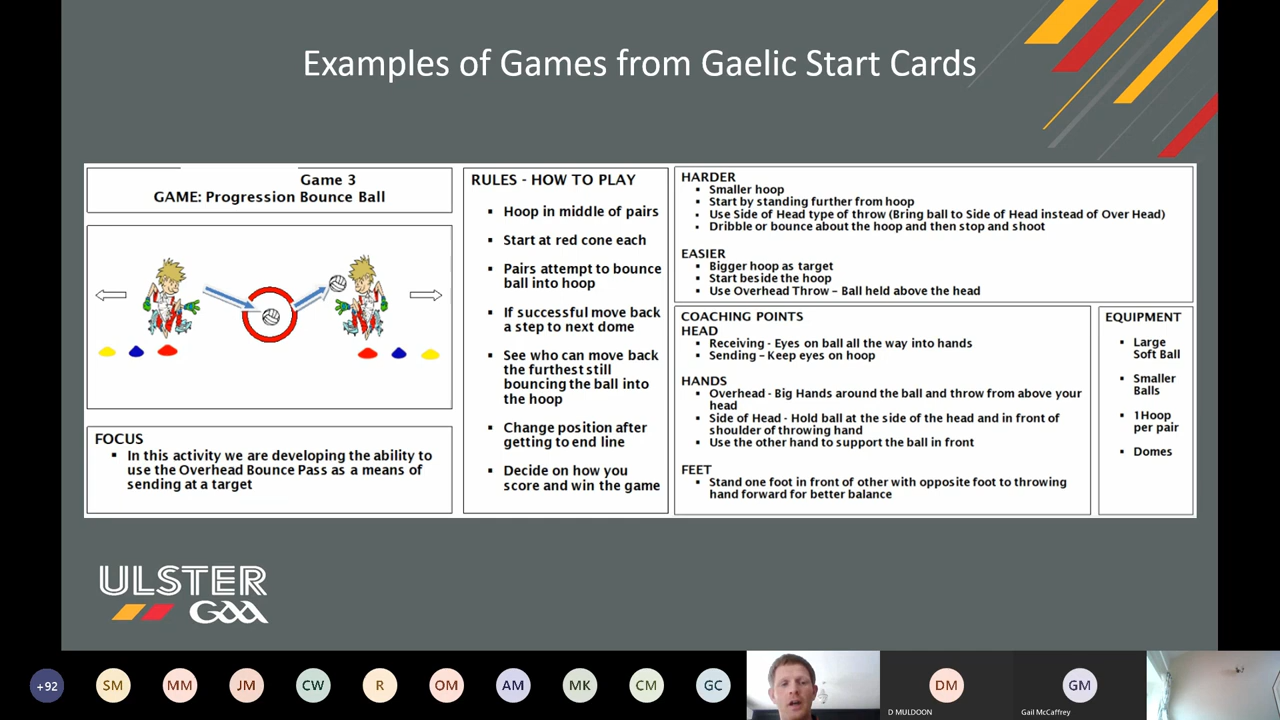 Examples of Games from Gaelic Start Cards
Game 3
GAME: Progression Bounce Ball
FOCUS
▪ In this activity we are developing the ability to
use the Overhead Bounce Pass as a means of
sending at a target
RULES - HOW TO PLAY
▪ Hoop in middle of pairs
▪ Start at red cone each
▪ Pairs attempt to bounce
ball into hoop
▪ If successful move back
a step to next dome
▪ See who can move back
the furthest still
bouncing the ball into
the hoop
▪ Change position after
getting to end line
▪ Decide on how you
score and win the game
HARDER
▪ Smaller hoop
▪ Start by standing further from hoop
▪ Use Side of Head type of throw (Bring ball to Side of Head instead of Over Head)
▪ Dribble or bounce about the hoop and then stop and shoot
EASIER
▪ Bigger hoop as target
▪ Start beside the hoop
▪ Use Overhead Throw – Ball held above the head
COACHING POINTS
HEAD
▪ Receiving - Eyes on ball all the way into hands
▪ Sending – Keep eyes on hoop
HANDS
▪ Overhead - Big Hands around the ball and throw from above your
head
▪ Side of Head - Hold ball at the side of the head and in front of
shoulder of throwing hand
▪ Use the other hand to support the ball in front
FEET
▪ Stand one foot in front of other with opposite foot to throwing
hand forward for better balance
EQUIPMENT
▪ Large
Soft Ball
▪ Smaller
Balls
▪ 1Hoop
per pair
▪ Domes
ULSTER
GAA
+92
SM
MM
JM
CW
R
OM
AM
MK
CM
GC
DM
D MULDOON
GM
Gail McCaffrey